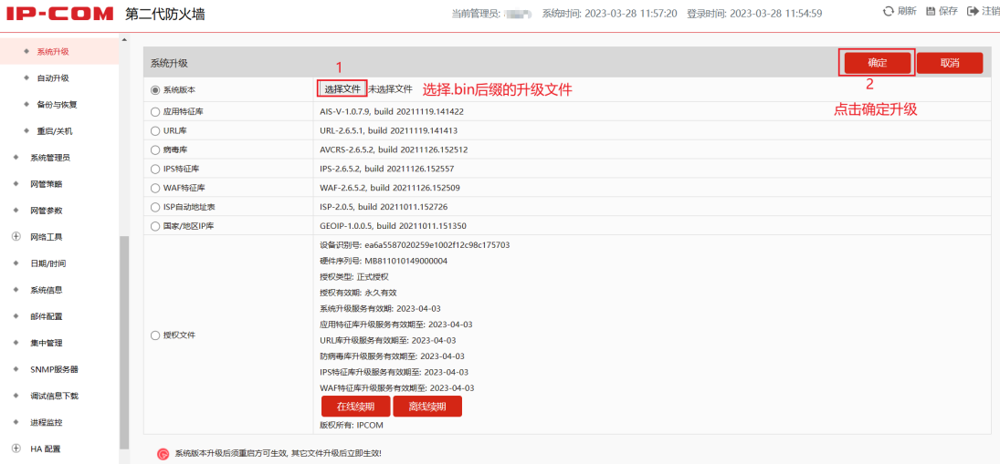 IP-COM 第二代防火墙 当前管理员: 系统时间: 2023-03-28 11:57:20 登录时间: 2023-03-28 11:54:59 刷新 保存 注销
系统升级
自动升级
备份与恢复
重启/关机
系统管理员
网管策略
网管参数
网络工具
日期/时间
系统信息
邮件配置
集中管理
SNMP服务器
调试信息下载
进程监控
HA 配置
系统升级 1 确定 取消
系统版本 选择文件 未选择文件 选择.bin后缀的升级文件 2
点击确定升级
应用特征库 AIS-V-1.0.7.9, build 20211119.141422
URL库 URL-2.6.5.1, build 20211119.141413
病毒库 AVCRS-2.6.5.2, build 20211126.152512
IPS特征库 IPS-2.6.5.2, build 20211126.152557
WAF特征库 WAF-2.6.5.2, build 20211126.152509
ISP自动地址表 ISP-2.0.5, build 20211011.152726
国家/地区IP库 GEOIP-1.0.0.5, build 20211011.151350
授权文件
设备识别号: ea6a5587020259e1002f12c98c175703
硬件序列号: MB811010149000004
授权类型: 正式授权
授权有效期: 永久有效
系统升级服务有效期: 2023-04-03
应用特征库升级服务有效期至: 2023-04-03
URL库升级服务有效期至: 2023-04-03
防病毒库升级服务有效期至: 2023-04-03
IPS特征库升级服务有效期至: 2023-04-03
WAF特征库升级服务有效期至: 2023-04-03
在线续期 离线续期
版权所有: IPCOM
系统版本升级后须重启方可生效, 其它文件升级后立即生效!